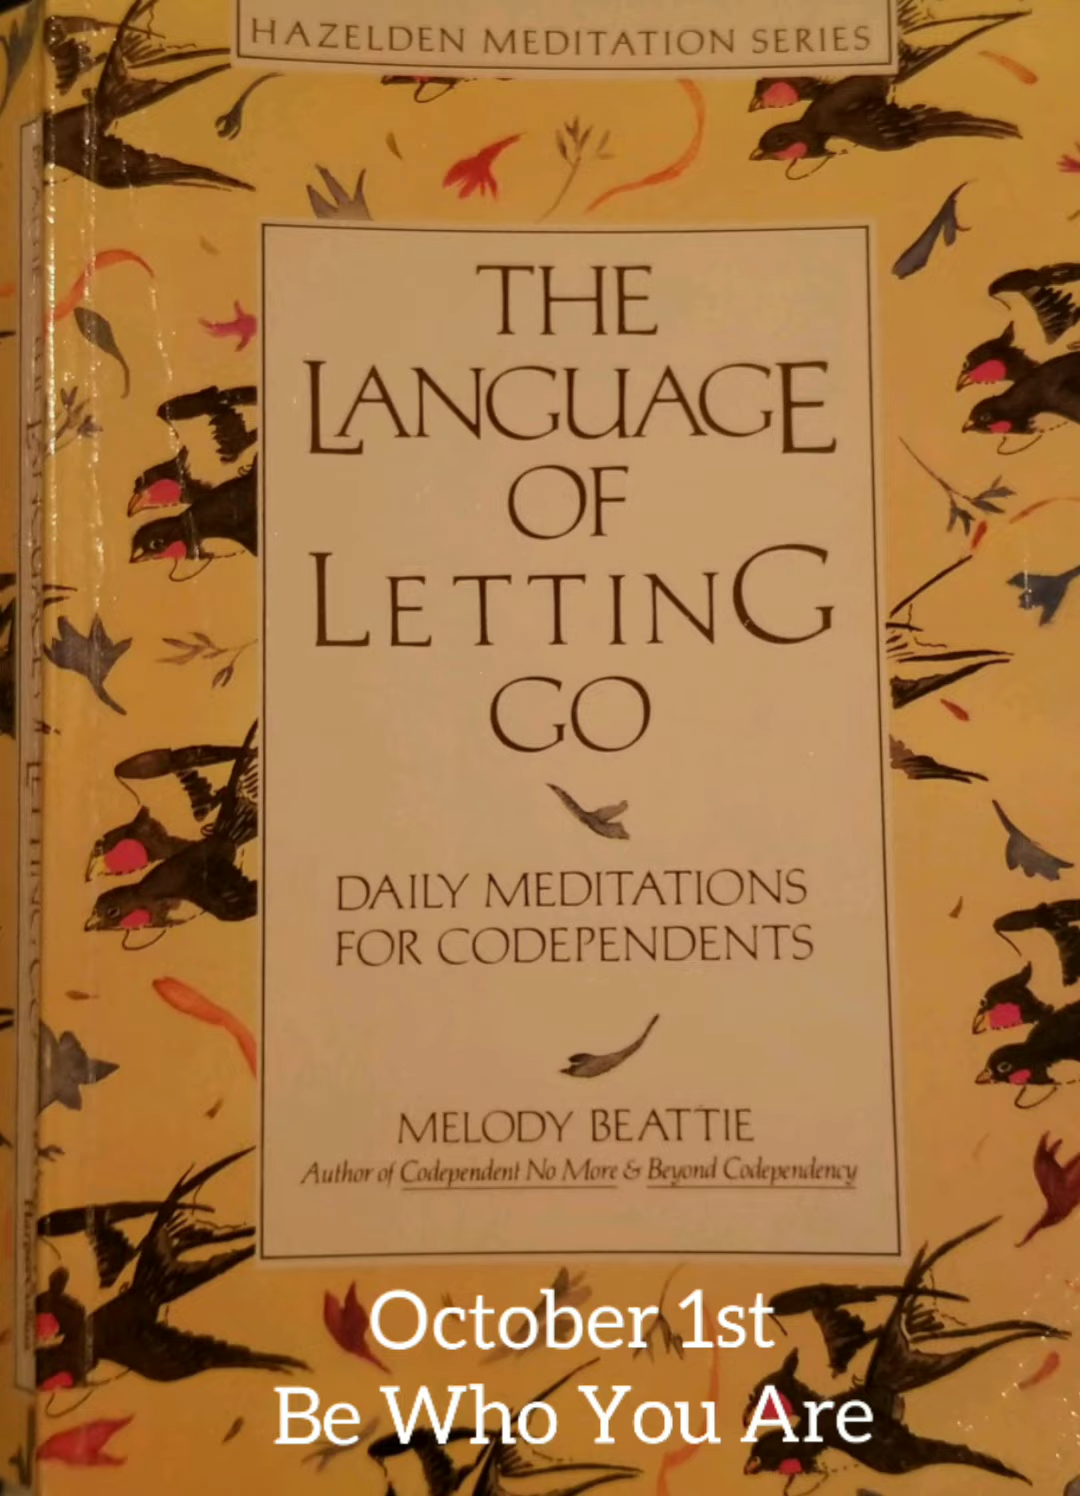 HAZELDEN MEDITATION SERIES
THE
LANGUAGE
OF
LETTING
GO
DAILY MEDITATIONS
FOR CODEPENDENTS
MELODY BEATTIE
Author of Codependent No More & Beyond Codependency
October 1st
Be Who You Are